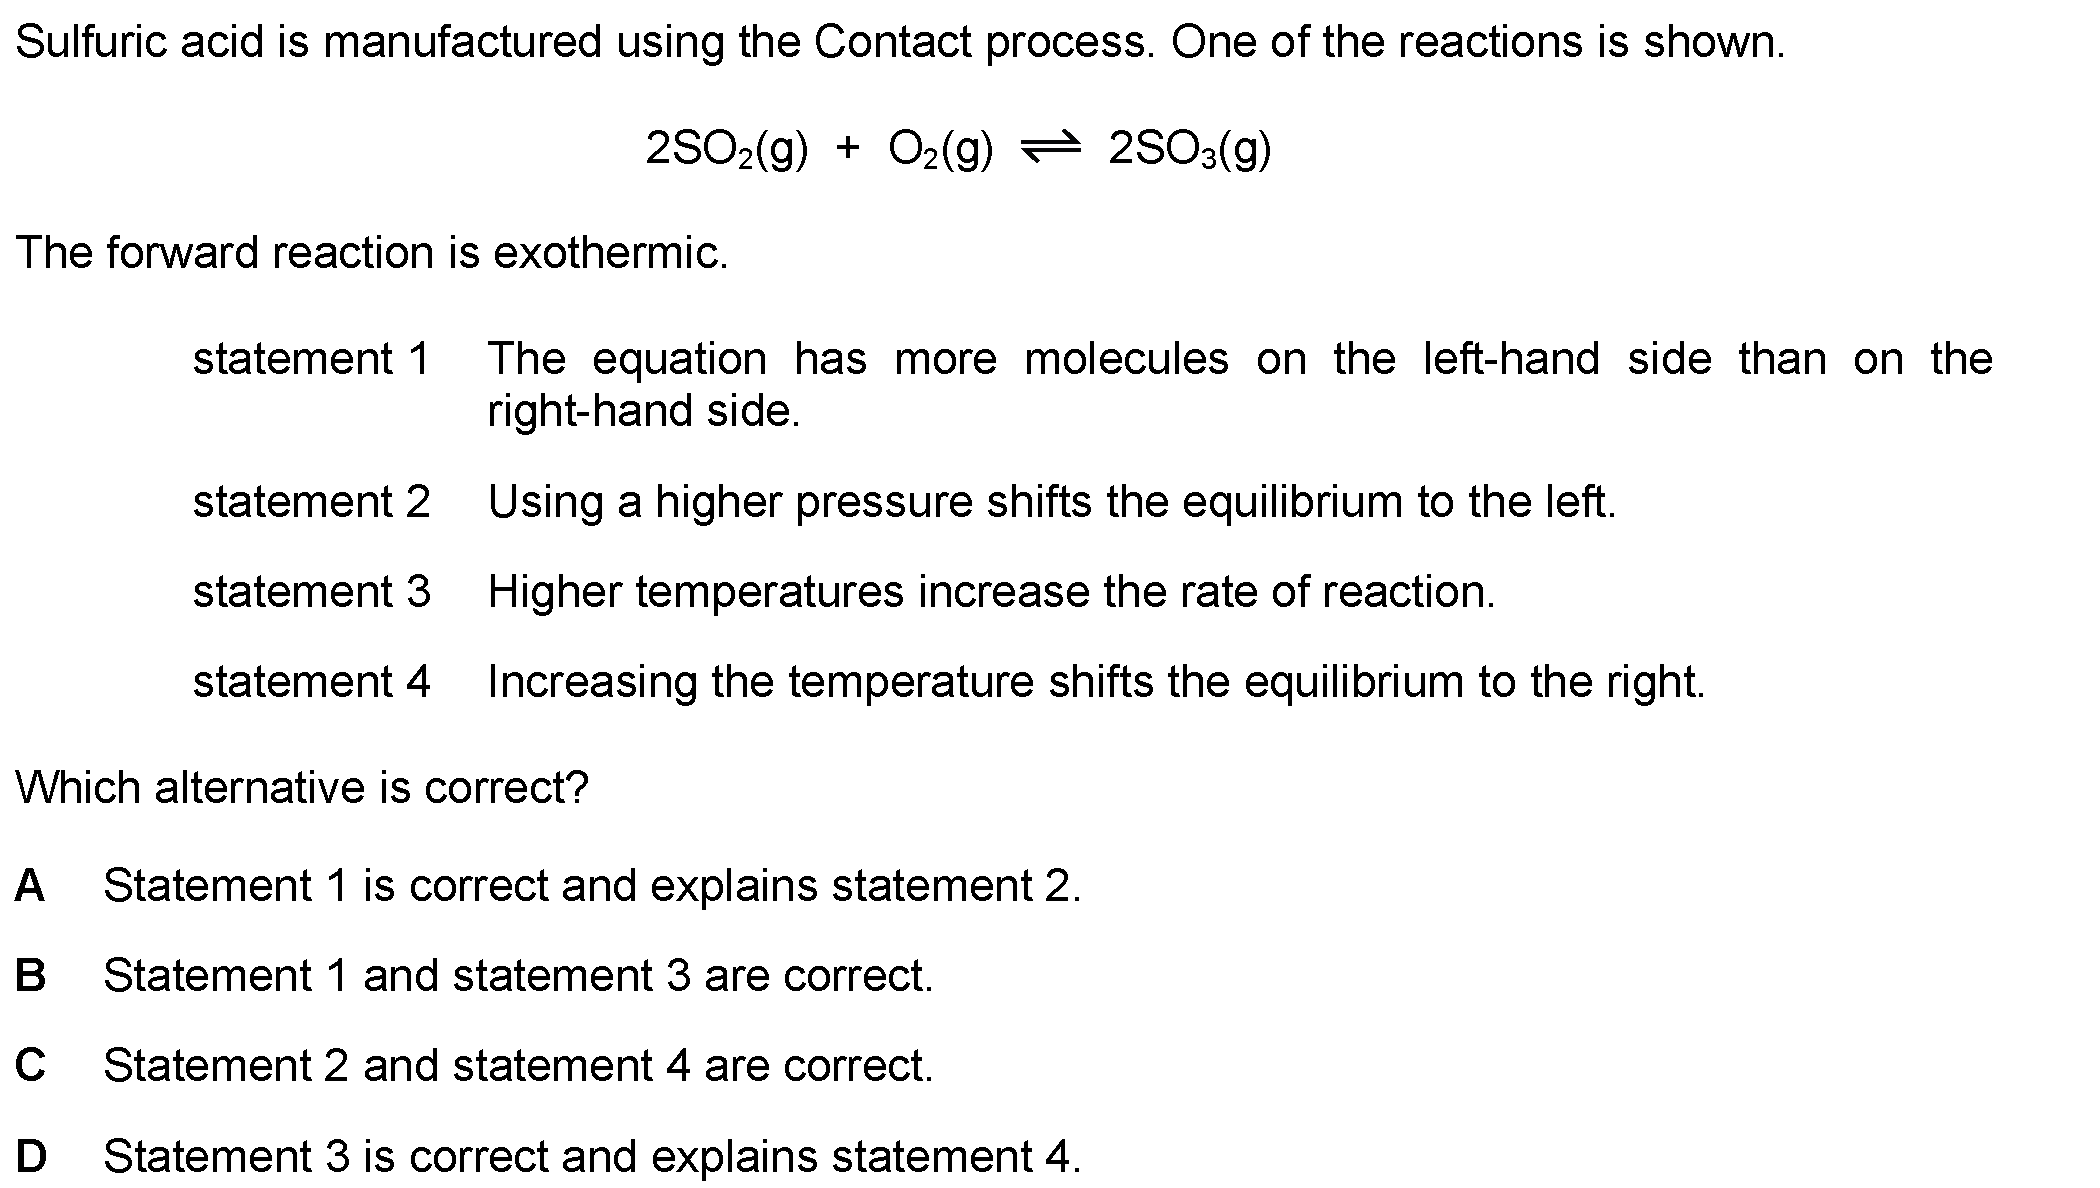 Sulfuric acid is manufactured using the Contact process. One of the reactions is shown.
2SO₂(g) + O₂(g) ⇌ 2SO₃(g)
The forward reaction is exothermic.
statement 1 The equation has more molecules on the left-hand side than on the
right-hand side.
statement 2 Using a higher pressure shifts the equilibrium to the left.
statement 3 Higher temperatures increase the rate of reaction.
statement 4 Increasing the temperature shifts the equilibrium to the right.
Which alternative is correct?
A Statement 1 is correct and explains statement 2.
B Statement 1 and statement 3 are correct.
C Statement 2 and statement 4 are correct.
D Statement 3 is correct and explains statement 4.